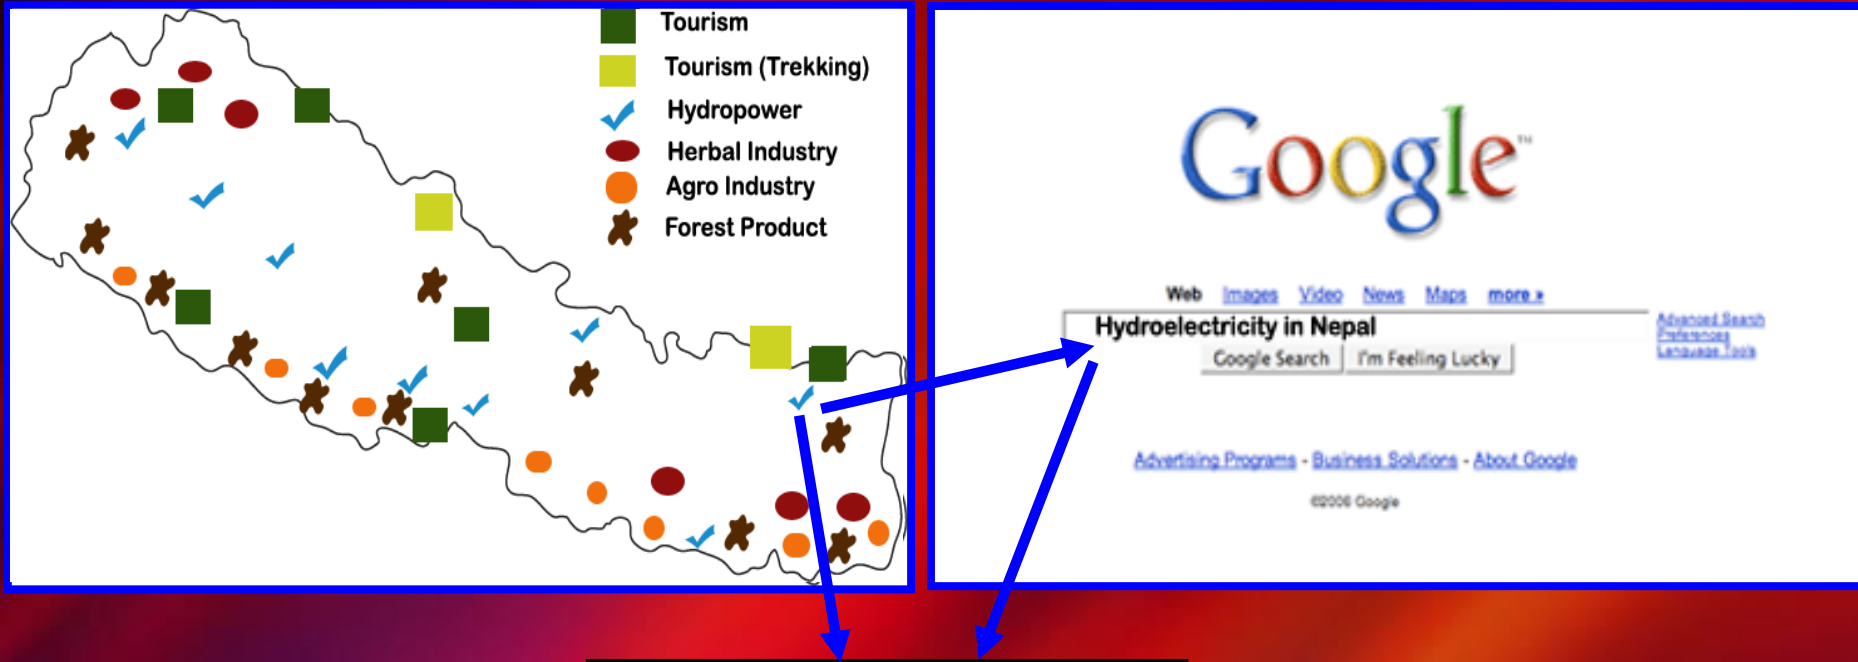 Tourism
Tourism (Trekking)
Hydropower
Herbal Industry
Agro Industry
Forest Product
Google™
Web Images Video News Maps more »
Hydroelectricity in Nepal
Advanced Search
Preferences
Language Tools
Google Search I'm Feeling Lucky
Advertising Programs - Business Solutions - About Google
©2006 Google